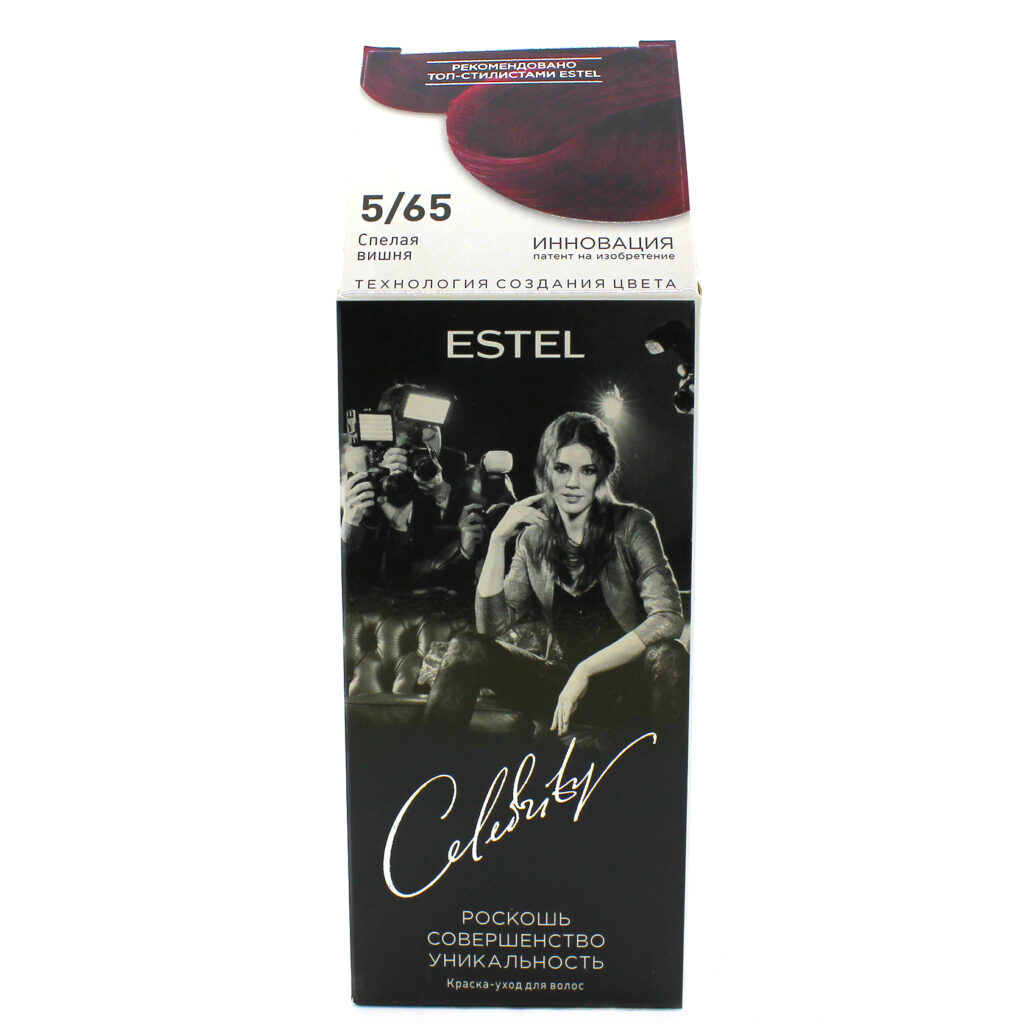 РЕКОМЕНДОВАНО
ТОП-СТИЛИСТАМИ ESTEL
5/65
Спелая
вишня
ИННОВАЦИЯ
патент на изобретение
ТЕХНОЛОГИЯ СОЗДАНИЯ ЦВЕТА
ESTEL
Celebrity
РОСКОШЬ
СОВЕРШЕНСТВО
УНИКАЛЬНОСТЬ
Краска-уход для волос